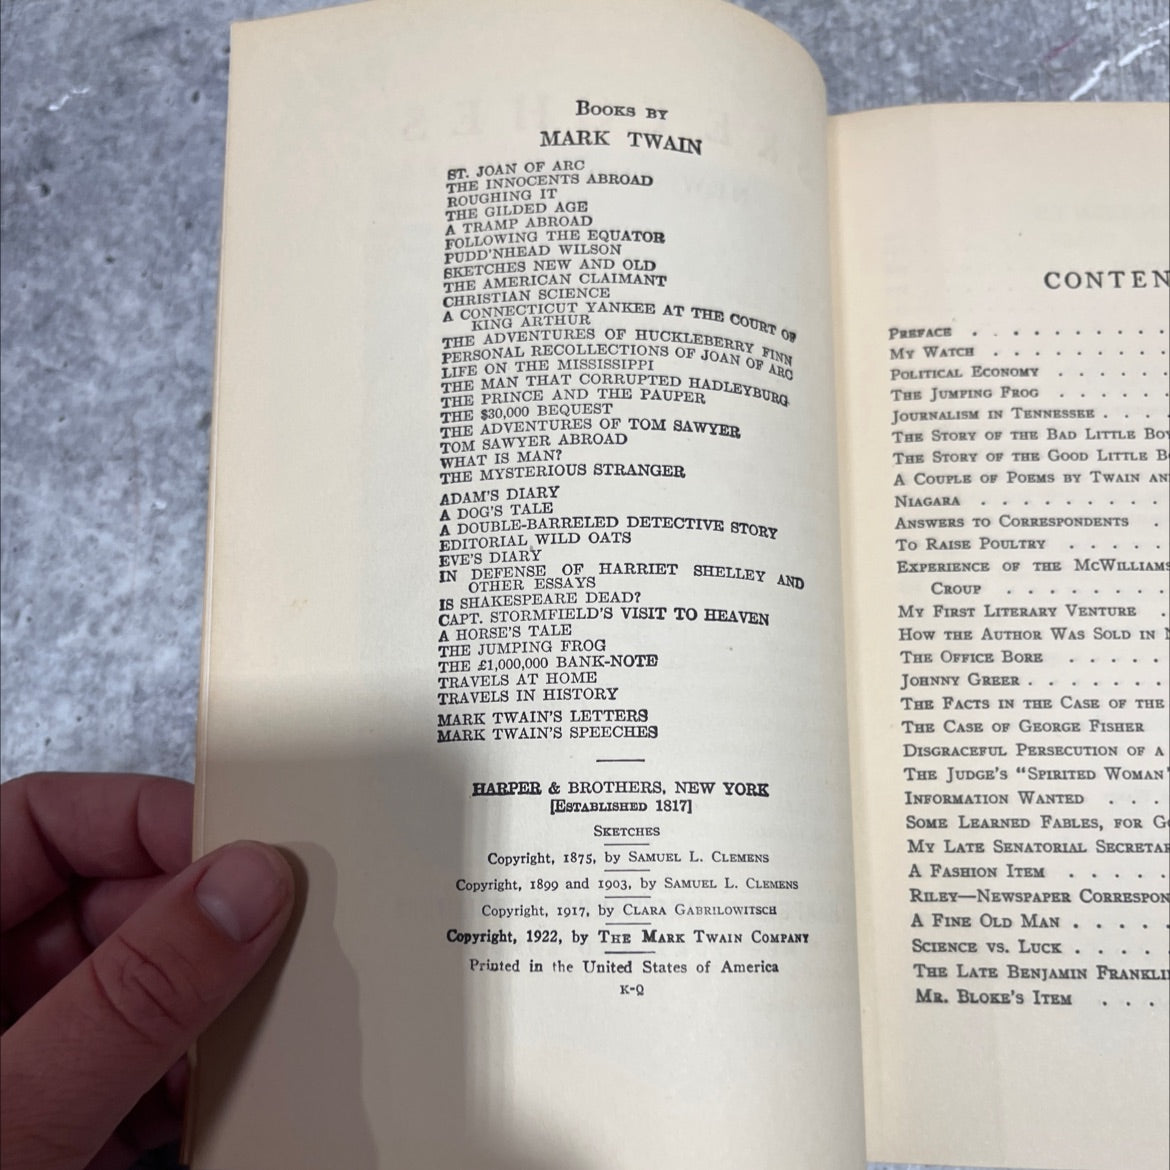 Books by
MARK TWAIN
ST. JOAN OF ARC
THE INNOCENTS ABROAD
ROUGHING IT
THE GILDED AGE
A TRAMP ABROAD
FOLLOWING THE EQUATOR
PUDD'NHEAD WILSON
SKETCHES NEW AND OLD
THE AMERICAN CLAIMANT
CHRISTIAN SCIENCE
A CONNECTICUT YANKEE AT THE COURT OF
KING ARTHUR
THE ADVENTURES OF HUCKLEBERRY FINN
PERSONAL RECOLLECTIONS OF JOAN OF ARC
LIFE ON THE MISSISSIPPI
THE MAN THAT CORRUPTED HADLEYBURG
THE PRINCE AND THE PAUPER
THE $30,000 BEQUEST
THE ADVENTURES OF TOM SAWYER
TOM SAWYER ABROAD
WHAT IS MAN?
THE MYSTERIOUS STRANGER
ADAM'S DIARY
A DOG'S TALE
A DOUBLE-BARRELED DETECTIVE STORY
EDITORIAL WILD OATS
EVE'S DIARY
IN DEFENSE OF HARRIET SHELLEY AND
OTHER ESSAYS
IS SHAKESPEARE DEAD?
CAPT. STORMFIELD'S VISIT TO HEAVEN
A HORSE'S TALE
THE JUMPING FROG
THE £1,000,000 BANK-NOTE
TRAVELS AT HOME
TRAVELS IN HISTORY
MARK TWAIN'S LETTERS
MARK TWAIN'S SPEECHES
HARPER & BROTHERS, NEW YORK
[Established 1817]
Sketches
Copyright, 1875, by Samuel L. Clemens
Copyright, 1899 and 1903, by Samuel L. Clemens
Copyright, 1917, by Clara Gabrilowitsch
Copyright, 1922, by The Mark Twain Company
Printed in the United States of America
K-Q
CONTEN
Preface . . . . . . . . .
My Watch . . . . . . . . .
Political Economy . . . . . .
The Jumping Frog . . . . . .
Journalism in Tennessee . . . .
The Story of the Bad Little Bo
The Story of the Good Little B
A Couple of Poems by Twain an
Niagara . . . . . . . . .
Answers to Correspondents .
To Raise Poultry . . . . .
Experience of the McWilliams
Croup . . . . . . . .
My First Literary Venture .
How the Author Was Sold in
The Office Bore . . . . .
Johnny Greer . . . . . . .
The Facts in the Case of the
The Case of George Fisher
Disgraceful Persecution of a
The Judge's "Spirited Woman"
Information Wanted . . .
Some Learned Fables, for G
My Late Senatorial Secretar
A Fashion Item . . . . .
Riley—Newspaper Correspon
A Fine Old Man . . . . .
Science vs. Luck . . . . .
The Late Benjamin Frankli
Mr. Bloke's Item . . .